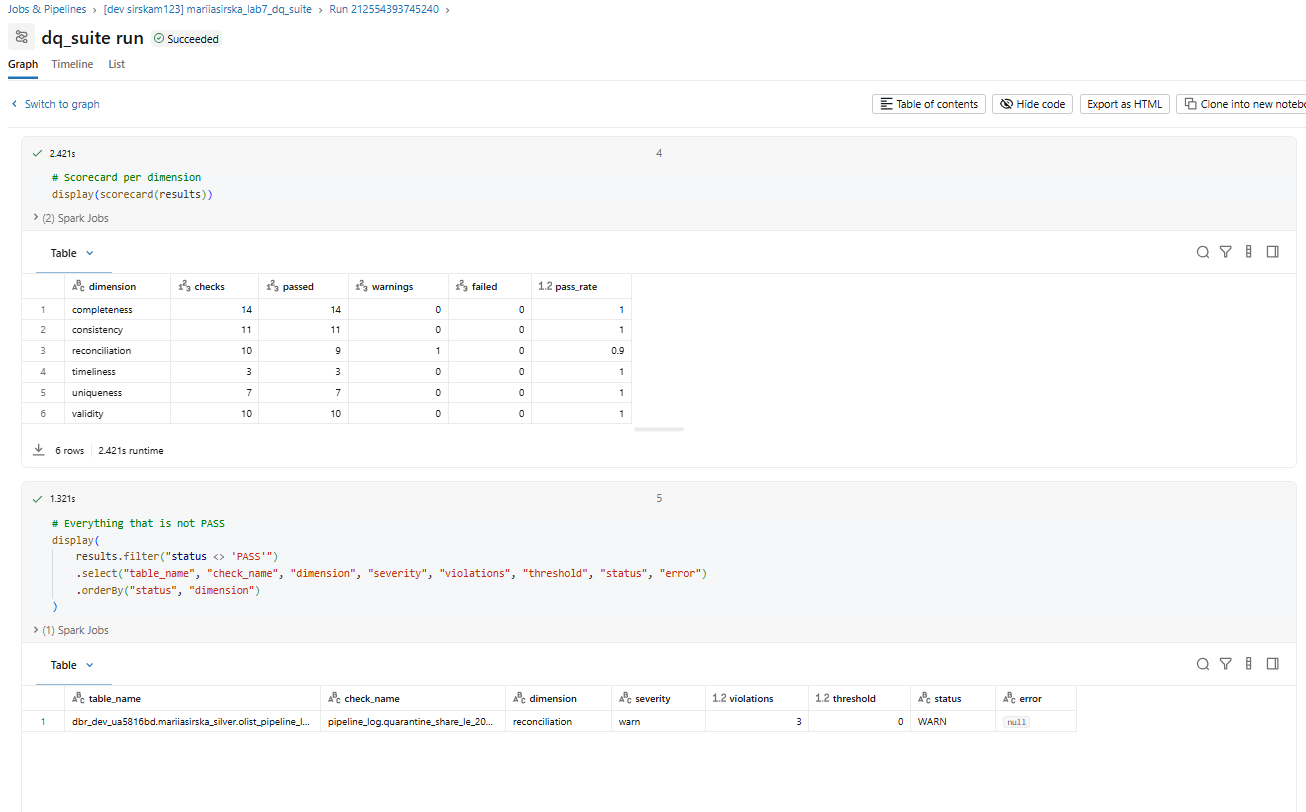 Jobs & Pipelines › [dev sirskam123] mariiasirska_lab7_dq_suite › Run 212554393745240 ›
dq_suite run Succeeded
Graph Timeline List
Switch to graph Table of contents Hide code Export as HTML Clone into new notebo
2.421s 4
# Scorecard per dimension
display(scorecard(results))
(2) Spark Jobs
Table
dimension checks passed warnings failed 1.2 pass_rate
1 completeness 14 14 0 0 1
2 consistency 11 11 0 0 1
3 reconciliation 10 9 1 0 0.9
4 timeliness 3 3 0 0 1
5 uniqueness 7 7 0 0 1
6 validity 10 10 0 0 1
6 rows 2.421s runtime
1.321s 5
# Everything that is not PASS
display(
results.filter("status <> 'PASS'")
.select("table_name", "check_name", "dimension", "severity", "violations", "threshold", "status", "error")
.orderBy("status", "dimension")
)
(1) Spark Jobs
Table
table_name check_name dimension severity 1.2 violations 1.2 threshold status error
1 dbr_dev_ua5816bd.mariiasirska_silver.olist_pipeline_l... pipeline_log.quarantine_share_le_20... reconciliation warn 3 0 WARN null